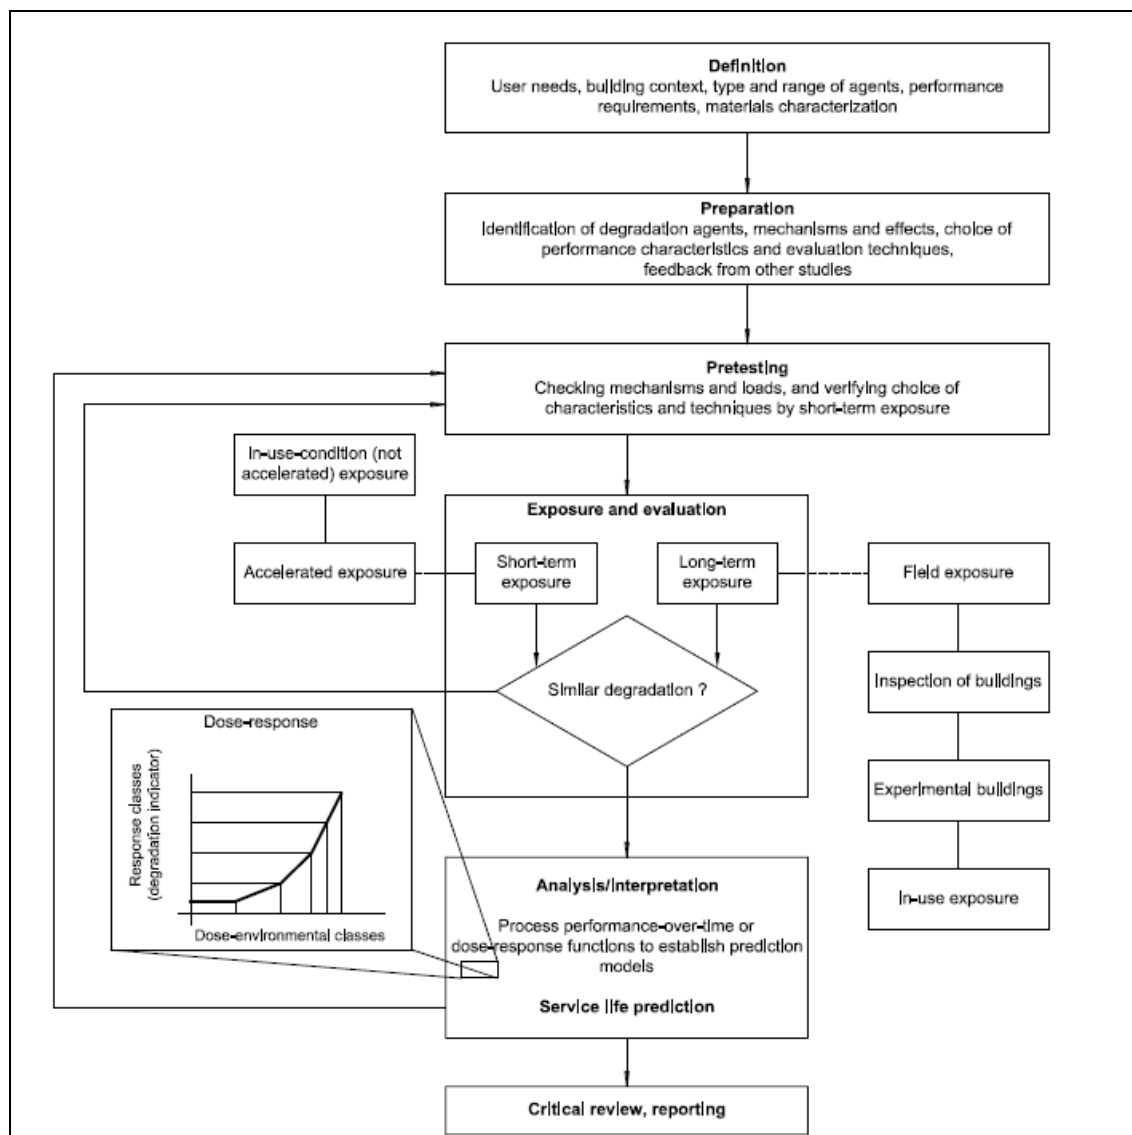 Definition
User needs, building context, type and range of agents, performance
requirements, materials characterization
Preparation
Identification of degradation agents, mechanisms and effects, choice of
performance characteristics and evaluation techniques,
feedback from other studies
Pretesting
Checking mechanisms and loads, and verifying choice of
characteristics and techniques by short-term exposure
In-use-condition (not
accelerated) exposure
Exposure and evaluation
Accelerated exposure
Short-term
exposure
Long-term
exposure
Field exposure
Similar degradation ?
Inspection of buildings
Dose-response
Response classes
(degradation indicator)
Dose-environmental classes
Experimental buildings
Analysis/interpretation
Process performance-over-time or
dose-response functions to establish prediction
models
Service life prediction
In-use exposure
Critical review, reporting